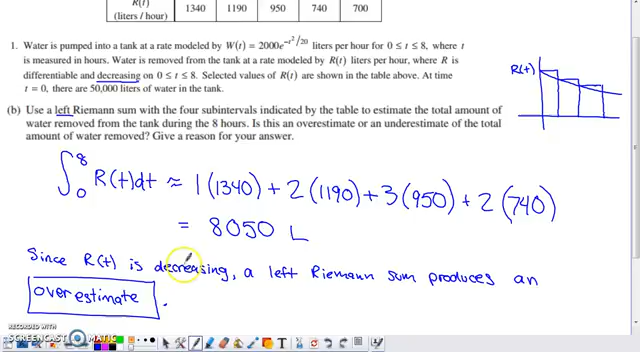 R(t)
(liters / hour) 1340 1190 950 740 700
1. Water is pumped into a tank at a rate modeled by W(t) = 2000e^(−t²/20) liters per hour for 0 ≤ t ≤ 8, where t
is measured in hours. Water is removed from the tank at a rate modeled by R(t) liters per hour, where R is
differentiable and decreasing on 0 ≤ t ≤ 8. Selected values of R(t) are shown in the table above. At time
t = 0, there are 50,000 liters of water in the tank.
R(t)
(b) Use a left Riemann sum with the four subintervals indicated by the table to estimate the total amount of
water removed from the tank during the 8 hours. Is this an overestimate or an underestimate of the total
amount of water removed? Give a reason for your answer.
∫₀⁸ R(t)dt ≈ 1(1340) + 2(1190) + 3(950) + 2(740)
= 8050 L
Since R(t) is decreasing, a left Riemann sum produces an
overestimate.
RECORDED WITH
SCREENCAST MATIC